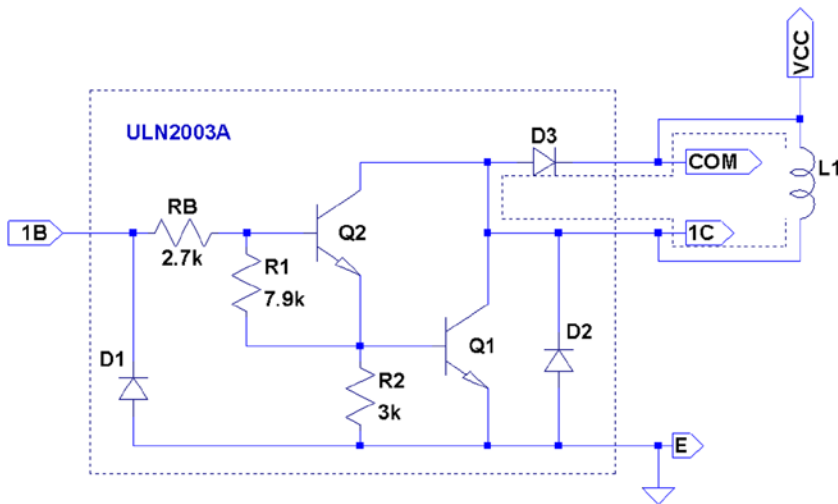 VCC
ULN2003A
D3
COM
L1
1B
RB
2.7k
Q2
1C
R1
7.9k
D1
Q1
D2
R2
3k
E